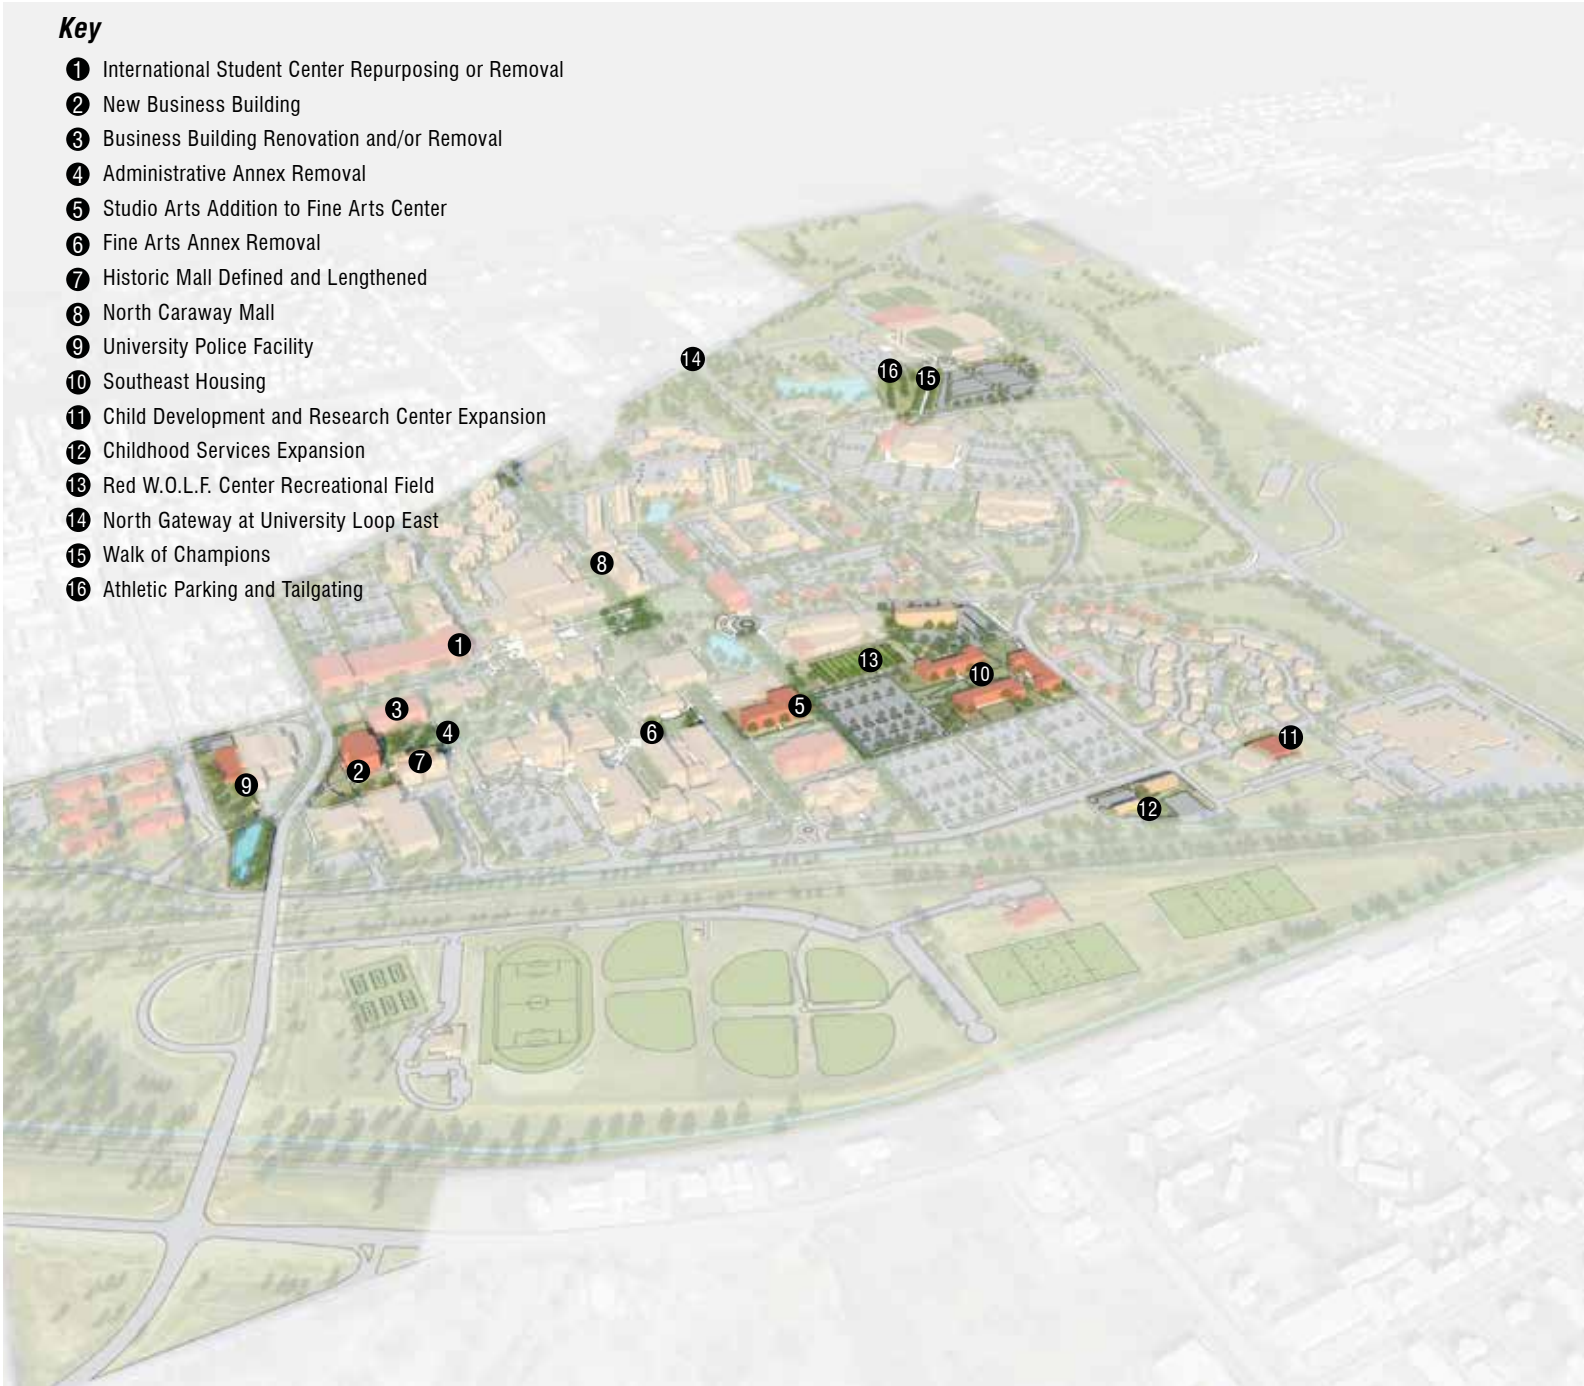 Key
1 International Student Center Repurposing or Removal
2 New Business Building
3 Business Building Renovation and/or Removal
4 Administrative Annex Removal
5 Studio Arts Addition to Fine Arts Center
6 Fine Arts Annex Removal
7 Historic Mall Defined and Lengthened
8 North Caraway Mall
9 University Police Facility
10 Southeast Housing
11 Child Development and Research Center Expansion
12 Childhood Services Expansion
13 Red W.O.L.F. Center Recreational Field
14 North Gateway at University Loop East
15 Walk of Champions
16 Athletic Parking and Tailgating
14
16
15
8
1
13
10
3
5
4
6
11
7
2
9
12